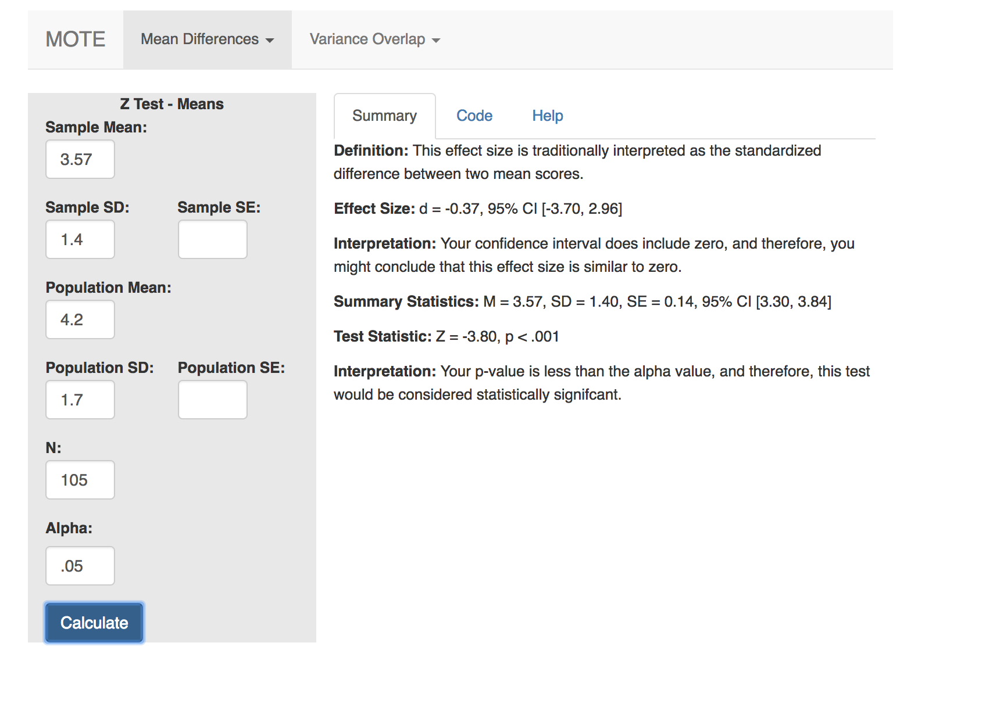 MOTE Mean Differences Variance Overlap
Z Test - Means
Sample Mean:
3.57
Sample SD: Sample SE:
1.4
Population Mean:
4.2
Population SD: Population SE:
1.7
N:
105
Alpha:
.05
Calculate
Summary Code Help
Definition: This effect size is traditionally interpreted as the standardized
difference between two mean scores.
Effect Size: d = -0.37, 95% CI [-3.70, 2.96]
Interpretation: Your confidence interval does include zero, and therefore, you
might conclude that this effect size is similar to zero.
Summary Statistics: M = 3.57, SD = 1.40, SE = 0.14, 95% CI [3.30, 3.84]
Test Statistic: Z = -3.80, p < .001
Interpretation: Your p-value is less than the alpha value, and therefore, this test
would be considered statistically signifcant.